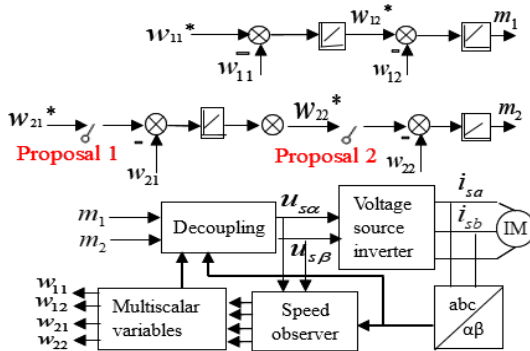 w₁₁* w₁₂* m₁
w₁₁ w₁₂
w₂₁* w₂₂* m₂
Proposal 1 Proposal 2
w₂₁ w₂₂
m₁ Decoupling uₛα Voltage source inverter iₛₐ
m₂ uₛβ i_sb IM
w₁₁
w₁₂ Multiscalar variables Speed observer abc
w₂₁ αβ
w₂₂